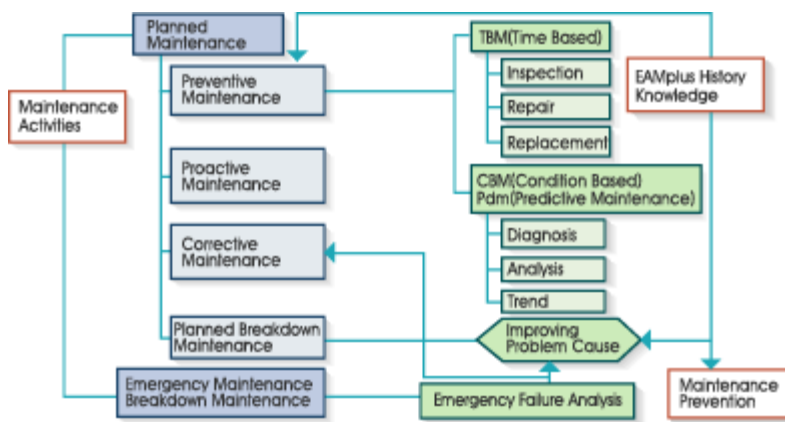 Planned
Maintenance
Maintenance
Activities
Preventive
Maintenance
Proactive
Maintenance
Corrective
Maintenance
Planned Breakdown
Maintenance
Emergency Maintenance
Breakdown Maintenance
TBM(Time Based)
Inspection
Repair
Replacement
CBM(Condition Based)
Pdm(Predictive Maintenance)
Diagnosis
Analysis
Trend
Improving
Problem Cause
Emergency Failure Analysis
EAMplus History
Knowledge
Maintenance
Prevention